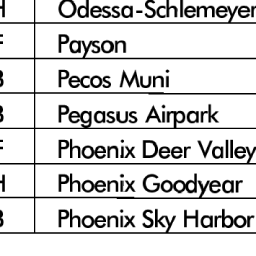 H Odessa-Schlemeyer
F Payson
B Pecos Muni
B Pegasus Airpark
F Phoenix Deer Valley
H Phoenix Goodyear
B Phoenix Sky Harbor